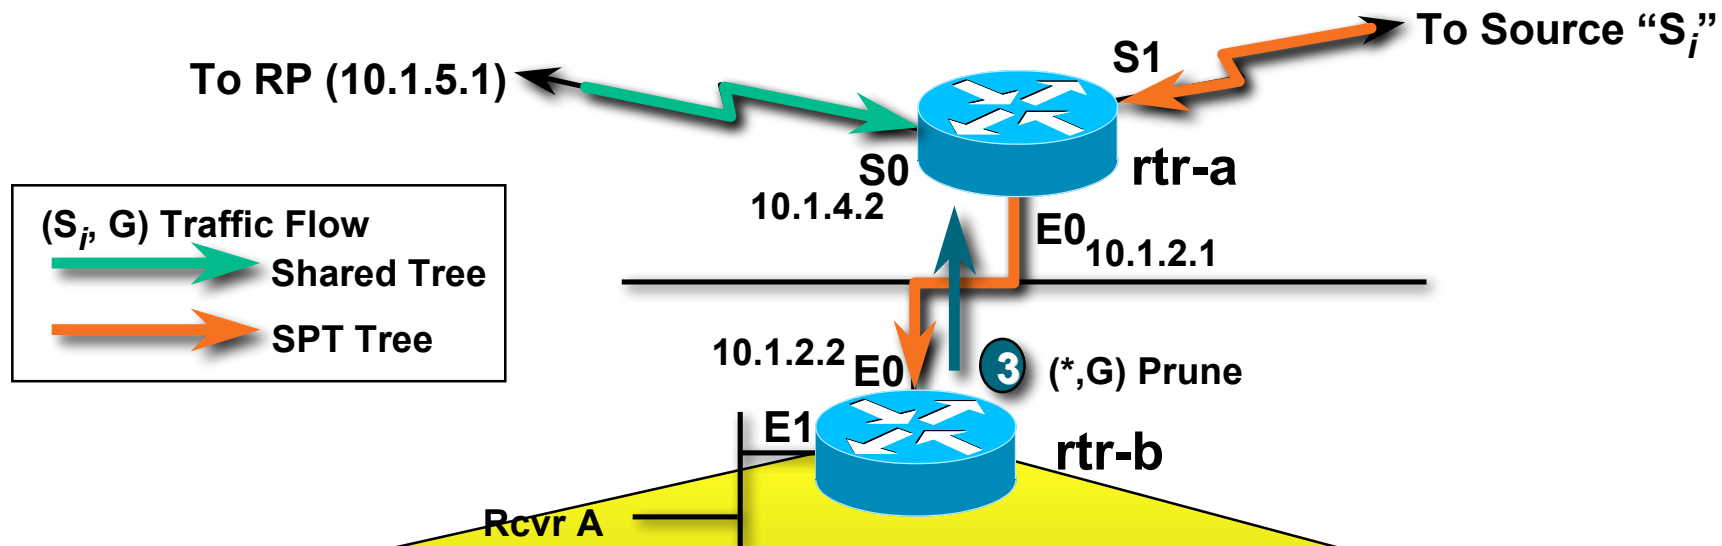 To Source “Si”
S1
To RP (10.1.5.1)
rtr-a
S0
10.1.4.2
(Si, G) Traffic Flow
E0
10.1.2.1
Shared Tree
SPT Tree
10.1.2.2
E0
3 (*,G) Prune
E1
rtr-b
Rcvr A